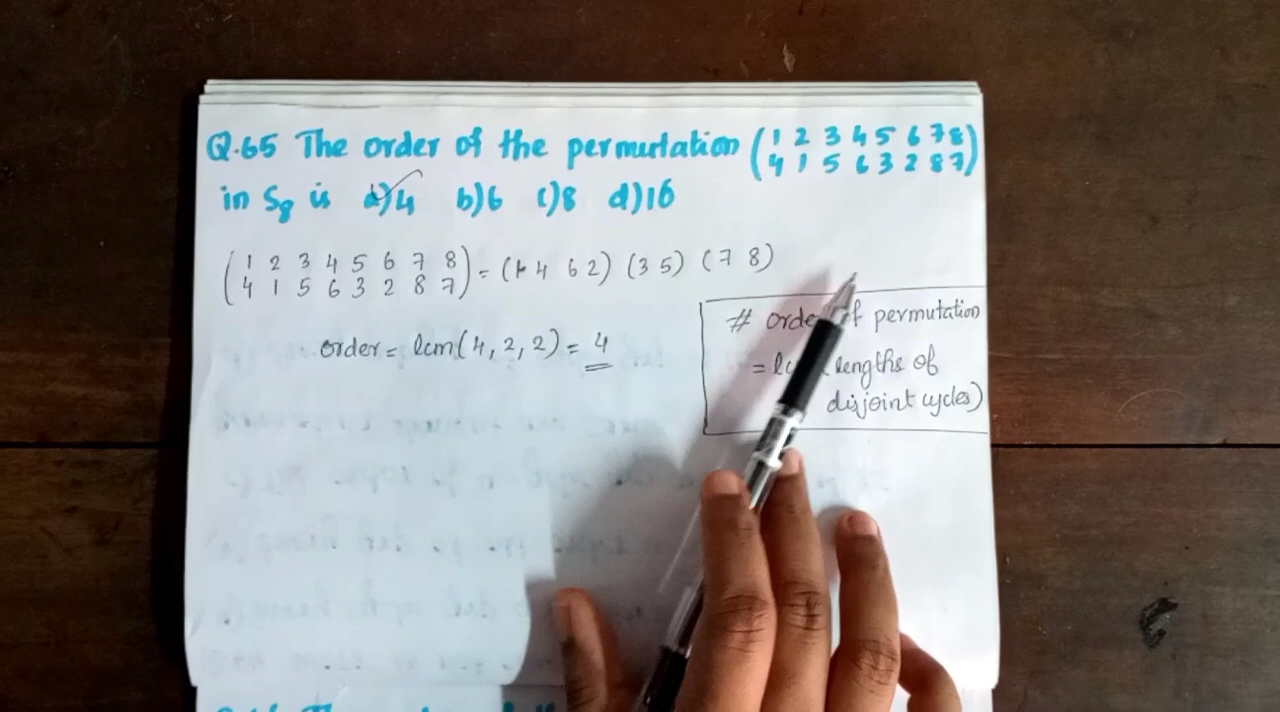 Q.65 The order of the permutation (1 2 3 4 5 6 7 8)
(4 1 5 6 3 2 8 7)
in S8 is a)4 b)6 c)8 d)16
(1 2 3 4 5 6 7 8
4 1 5 6 3 2 8 7) = (1 4 6 2) (3 5) (7 8)
order = lcm(4, 2, 2) = 4
# order of permutation
= (lengths of
disjoint cycles)